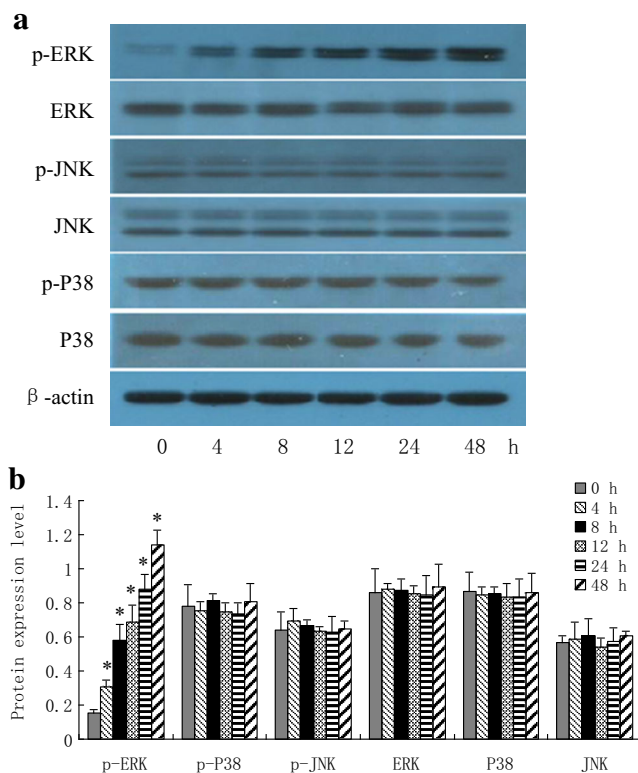 a
p-ERK
ERK
p-JNK
JNK
p-P38
P38
β-actin
0 4 8 12 24 48 h
b
Protein expression level
1.4
1.2
1
0.8
0.6
0.4
0.2
0
* * * * *
0 h
4 h
8 h
12 h
24 h
48 h
p-ERK p-P38 p-JNK ERK P38 JNK